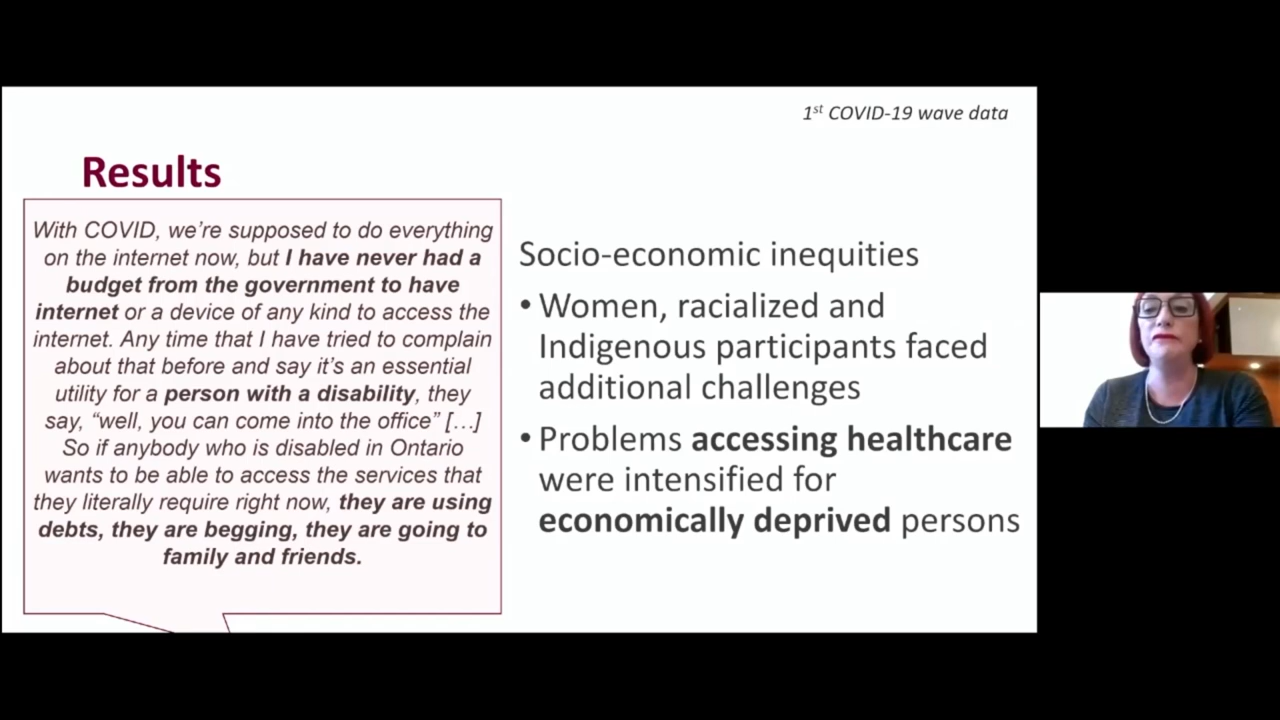 1st COVID-19 wave data
Results
With COVID, we're supposed to do everything
on the internet now, but I have never had a
budget from the government to have
internet or a device of any kind to access the
internet. Any time that I have tried to complain
about that before and say it's an essential
utility for a person with a disability, they
say, “well, you can come into the office” […]
So if anybody who is disabled in Ontario
wants to be able to access the services that
they literally require right now, they are using
debts, they are begging, they are going to
family and friends.
Socio-economic inequities
• Women, racialized and
Indigenous participants faced
additional challenges
• Problems accessing healthcare
were intensified for
economically deprived persons